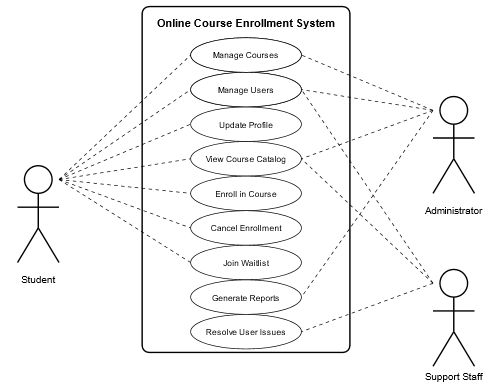 Online Course Enrollment System
Manage Courses
Manage Users
Update Profile
View Course Catalog
Enroll in Course
Cancel Enrollment
Join Waitlist
Generate Reports
Resolve User Issues
Student
Administrator
Support Staff